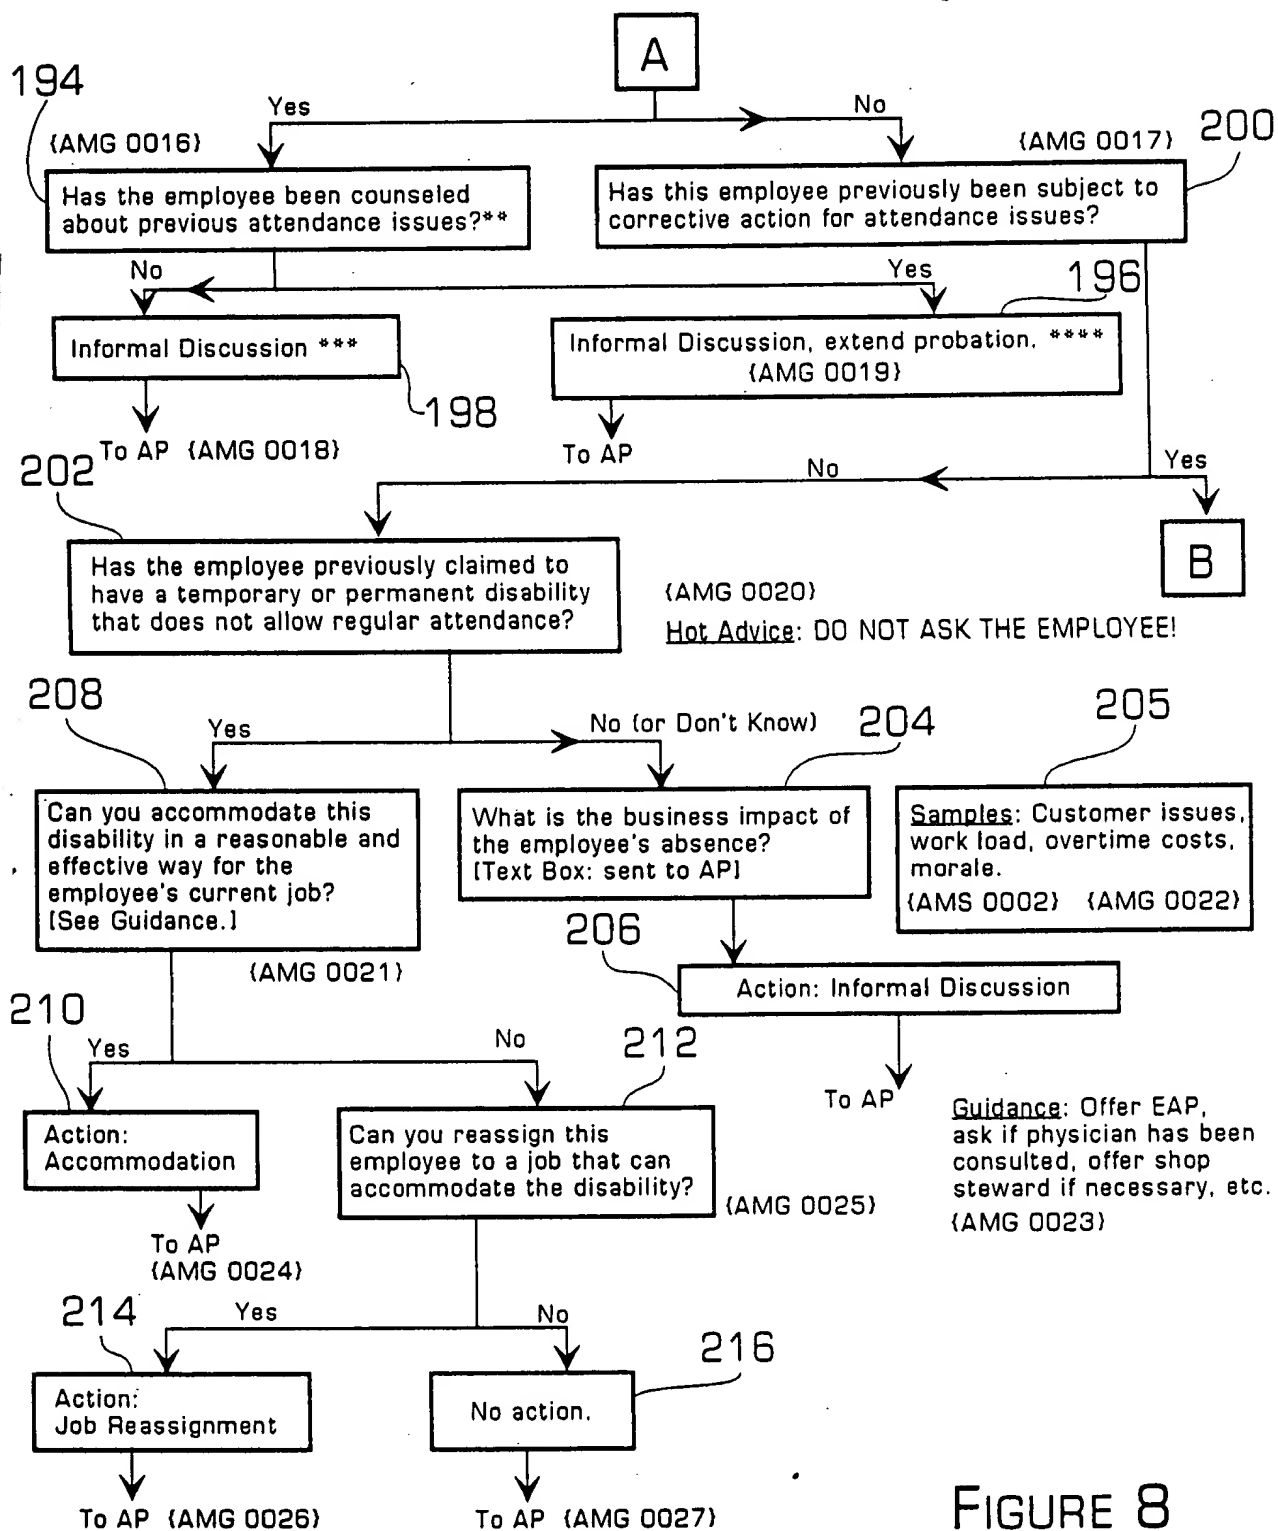 A
194
Yes
No
200
{AMG 0016}
{AMG 0017}
Has the employee been counseled
about previous attendance issues?**
Has this employee previously been subject to
corrective action for attendance issues?
No
Yes
196
Informal Discussion ***
Informal Discussion, extend probation. ****
{AMG 0019}
198
To AP {AMG 0018}
To AP
202
No
Yes
B
Has the employee previously claimed to
have a temporary or permanent disability
that does not allow regular attendance?
{AMG 0020}
Hot Advice: DO NOT ASK THE EMPLOYEE!
208
Yes
No (or Don't Know)
204
205
Can you accommodate this
disability in a reasonable and
effective way for the
employee's current job?
[See Guidance.]
What is the business impact of
the employee's absence?
[Text Box: sent to AP]
Samples: Customer issues,
work load, overtime costs,
morale.
{AMS 0002} {AMG 0022}
206
{AMG 0021}
Action: Informal Discussion
210
Yes
No
212
To AP
Guidance: Offer EAP,
ask if physician has been
consulted, offer shop
steward if necessary, etc.
{AMG 0023}
Action:
Accommodation
Can you reassign this
employee to a job that can
accommodate the disability?
{AMG 0025}
To AP
{AMG 0024}
214
Yes
No
216
Action:
Job Reassignment
No action.
To AP {AMG 0026}
To AP {AMG 0027}
FIGURE 8